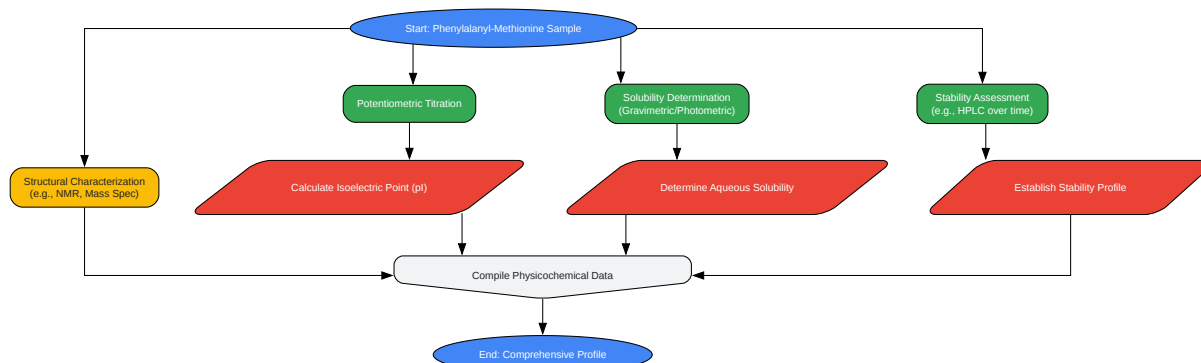 Start: Phenylalanyl-Methionine Sample
Potentiometric Titration
Solubility Determination
(Gravimetric/Photometric)
Stability Assessment
(e.g., HPLC over time)
Structural Characterization
(e.g., NMR, Mass Spec)
Calculate Isoelectric Point (pI)
Determine Aqueous Solubility
Establish Stability Profile
Compile Physicochemical Data
End: Comprehensive Profile